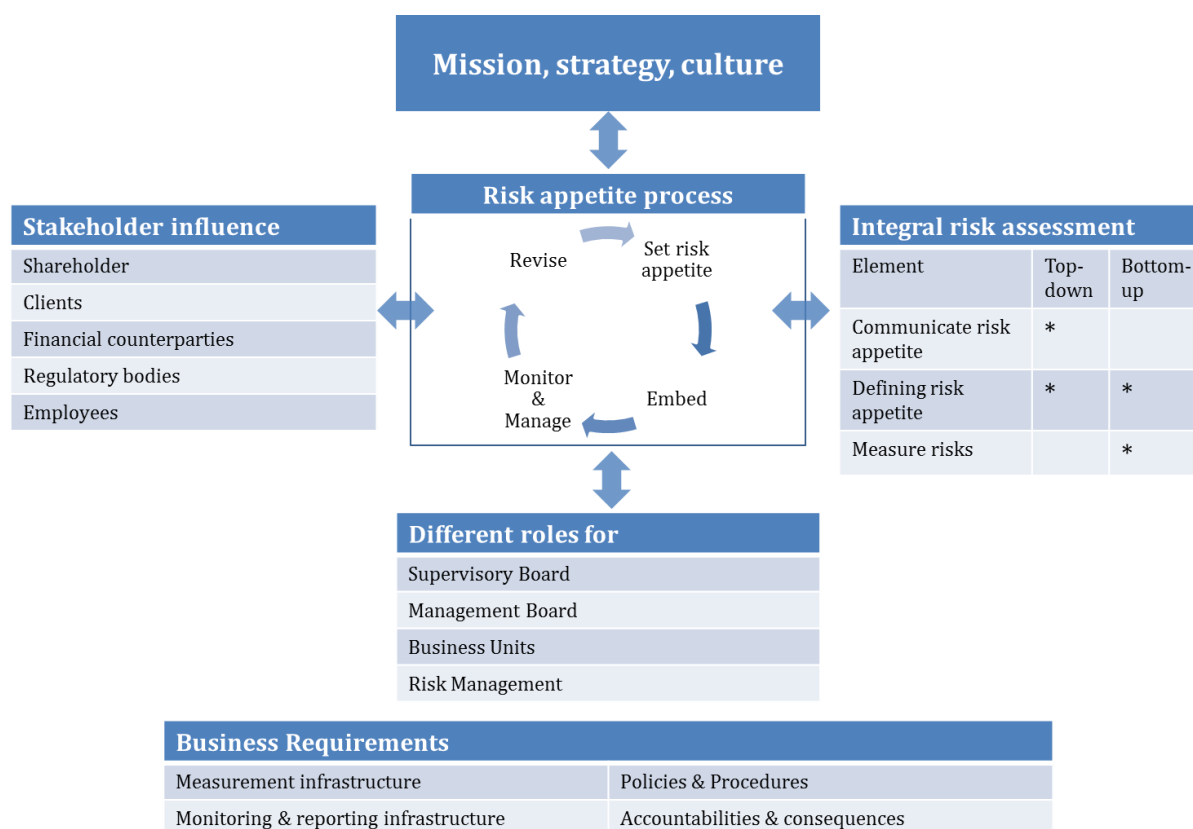 Mission, strategy, culture
Risk appetite process
Revise
Set risk
appetite
Monitor
&
Manage
Embed
Stakeholder influence
Shareholder
Clients
Financial counterparties
Regulatory bodies
Employees
Integral risk assessment
Element Top- Bottom-
down up
Communicate risk *
appetite
Defining risk * *
appetite
Measure risks *
Different roles for
Supervisory Board
Management Board
Business Units
Risk Management
Business Requirements
Measurement infrastructure Policies & Procedures
Monitoring & reporting infrastructure Accountabilities & consequences